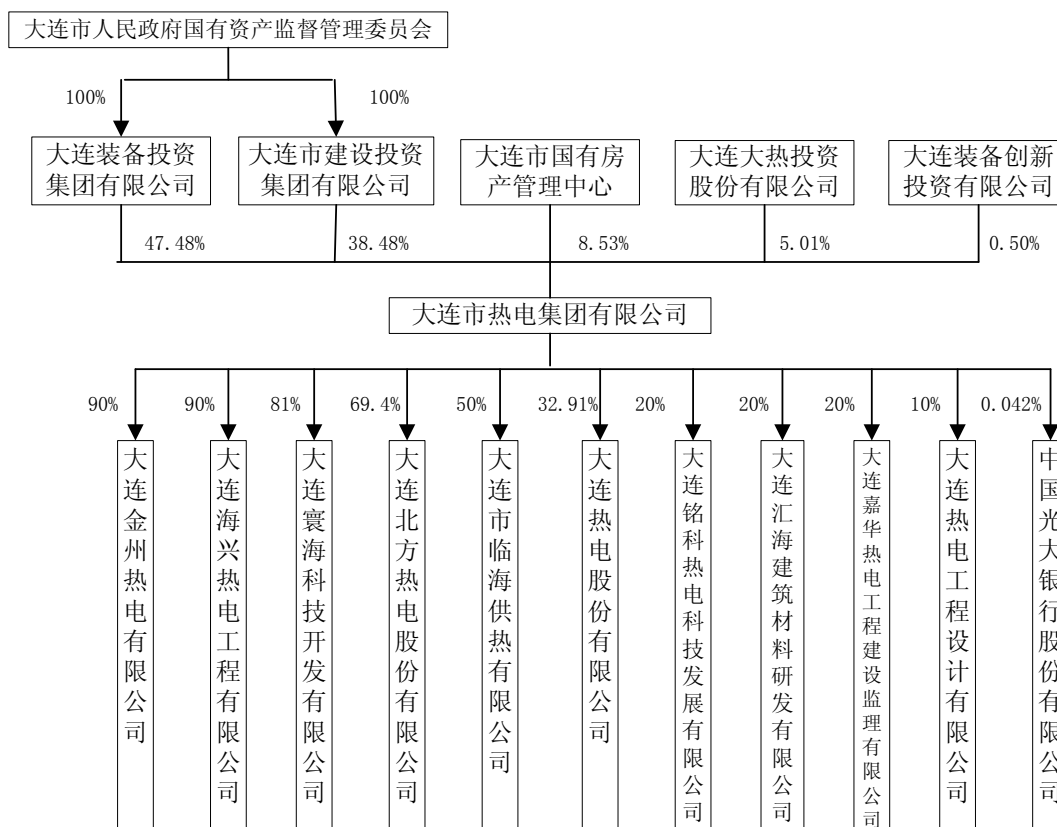 大连市人民政府国有资产监督管理委员会
100%
100%
大连装备投资
集团有限公司
大连市建设投资
集团有限公司
大连市国有房
产管理中心
大连大热投资
股份有限公司
大连装备创新
投资有限公司
47.48%
38.48%
8.53%
5.01%
0.50%
大连市热电集团有限公司
90%
90%
81%
69.4%
50%
32.91%
20%
20%
20%
10%
0.042%
大连金州热电有限公司
大连海兴热电工程有限公司
大连寰海科技开发有限公司
大连北方热电股份有限公司
大连市临海供热有限公司
大连热电股份有限公司
大连铭科热电科技发展有限公司
大连汇海建筑材料研发有限公司
大连嘉华热电工程建设监理有限公司
大连热电工程设计有限公司
中国光大银行股份有限公司